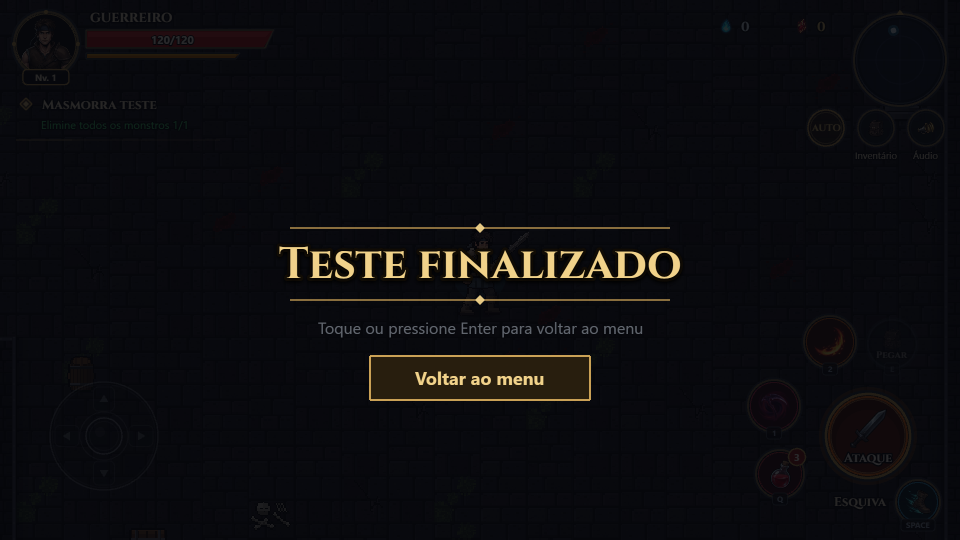 GUERREIRO
120/120
Nv. 1
0
0
Masmorra teste
Elimine todos os monstros 1/1
AUTO
Inventário
Áudio
Teste finalizado
Toque ou pressione Enter para voltar ao menu
Voltar ao menu
2
PEGAR
1
3
Ataque
Q
Esquiva
SPACE